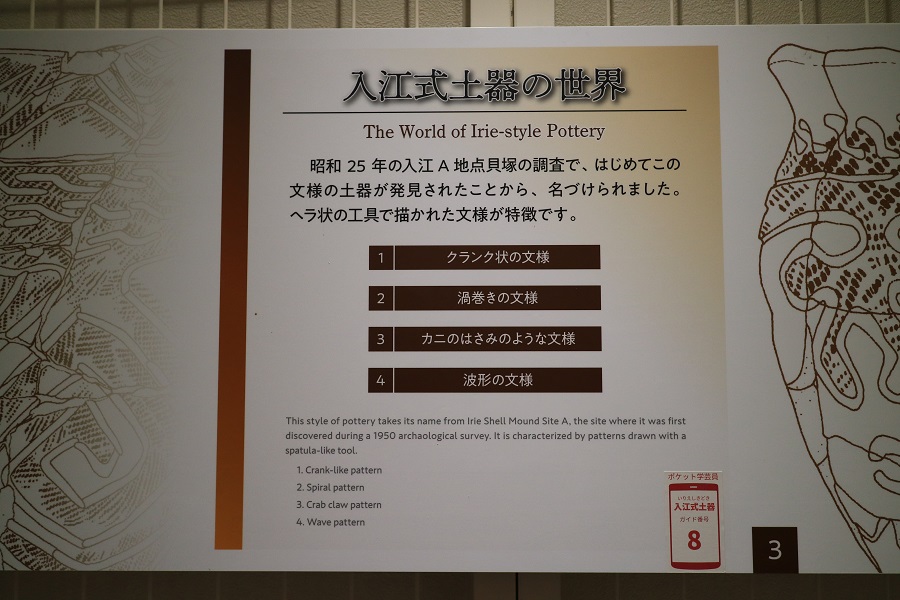 入江式土器の世界
The World of Irie-style Pottery
昭和 25 年の入江 A 地点貝塚の調査で、はじめてこの
文様の土器が発見されたことから、名づけられました。
ヘラ状の工具で描かれた文様が特徴です。
1 クランク状の文様
2 渦巻きの文様
3 カニのはさみのような文様
4 波形の文様
This style of pottery takes its name from Irie Shell Mound Site A, the site where it was first
discovered during a 1950 archaeological survey. It is characterized by patterns drawn with a
spatula-like tool.
1. Crank-like pattern
2. Spiral pattern
3. Crab claw pattern
4. Wave pattern
ポケット学芸員
いりえしきどき
入江式土器
ガイド番号
8
3